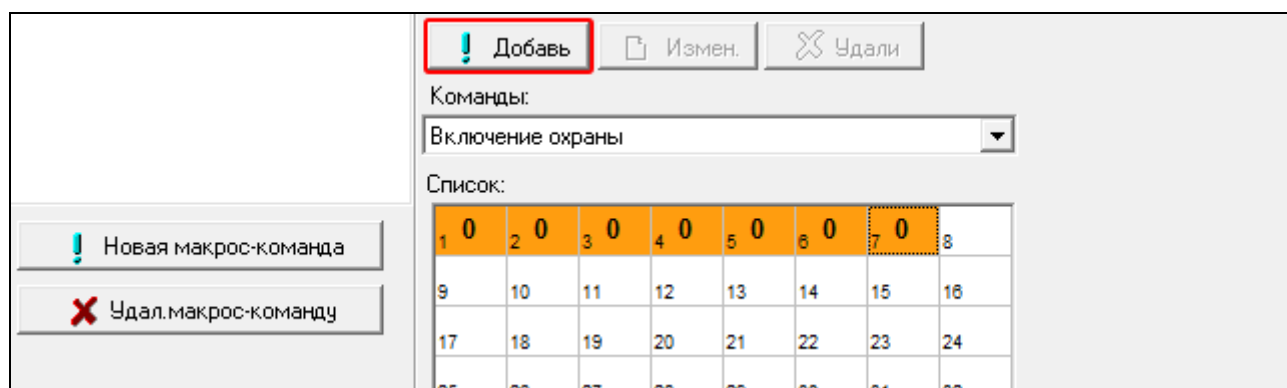 Добавь Измен. Удали
Команды:
Включение охраны
Список:
1 0 2 0 3 0 4 0 5 0 6 0 7 0 8
9 10 11 12 13 14 15 16
17 18 19 20 21 22 23 24
Новая макрос-команда
Удал.макрос-команду